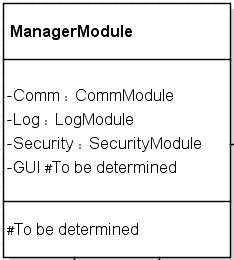 ManagerModule
-Comm : CommModule
-Log : LogModule
-Security : SecurityModule
-GUI #To be determined
#To be determined